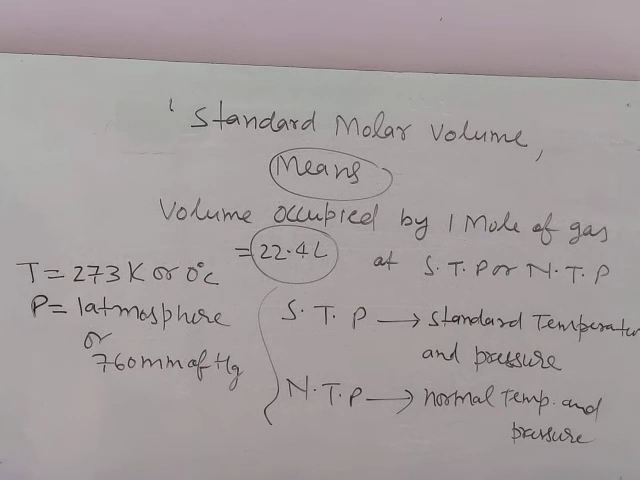 ' Standard Molar Volume,
Means
Volume occupied by 1 Mole of gas
= 22.4L at S.T.P or N.T.P
T = 273 K or 0°c
P = 1atmosphere
or
760mm of Hg
S.T.P → Standard Temperater
and pressure
N.T.P → normal Temp. and
pressure